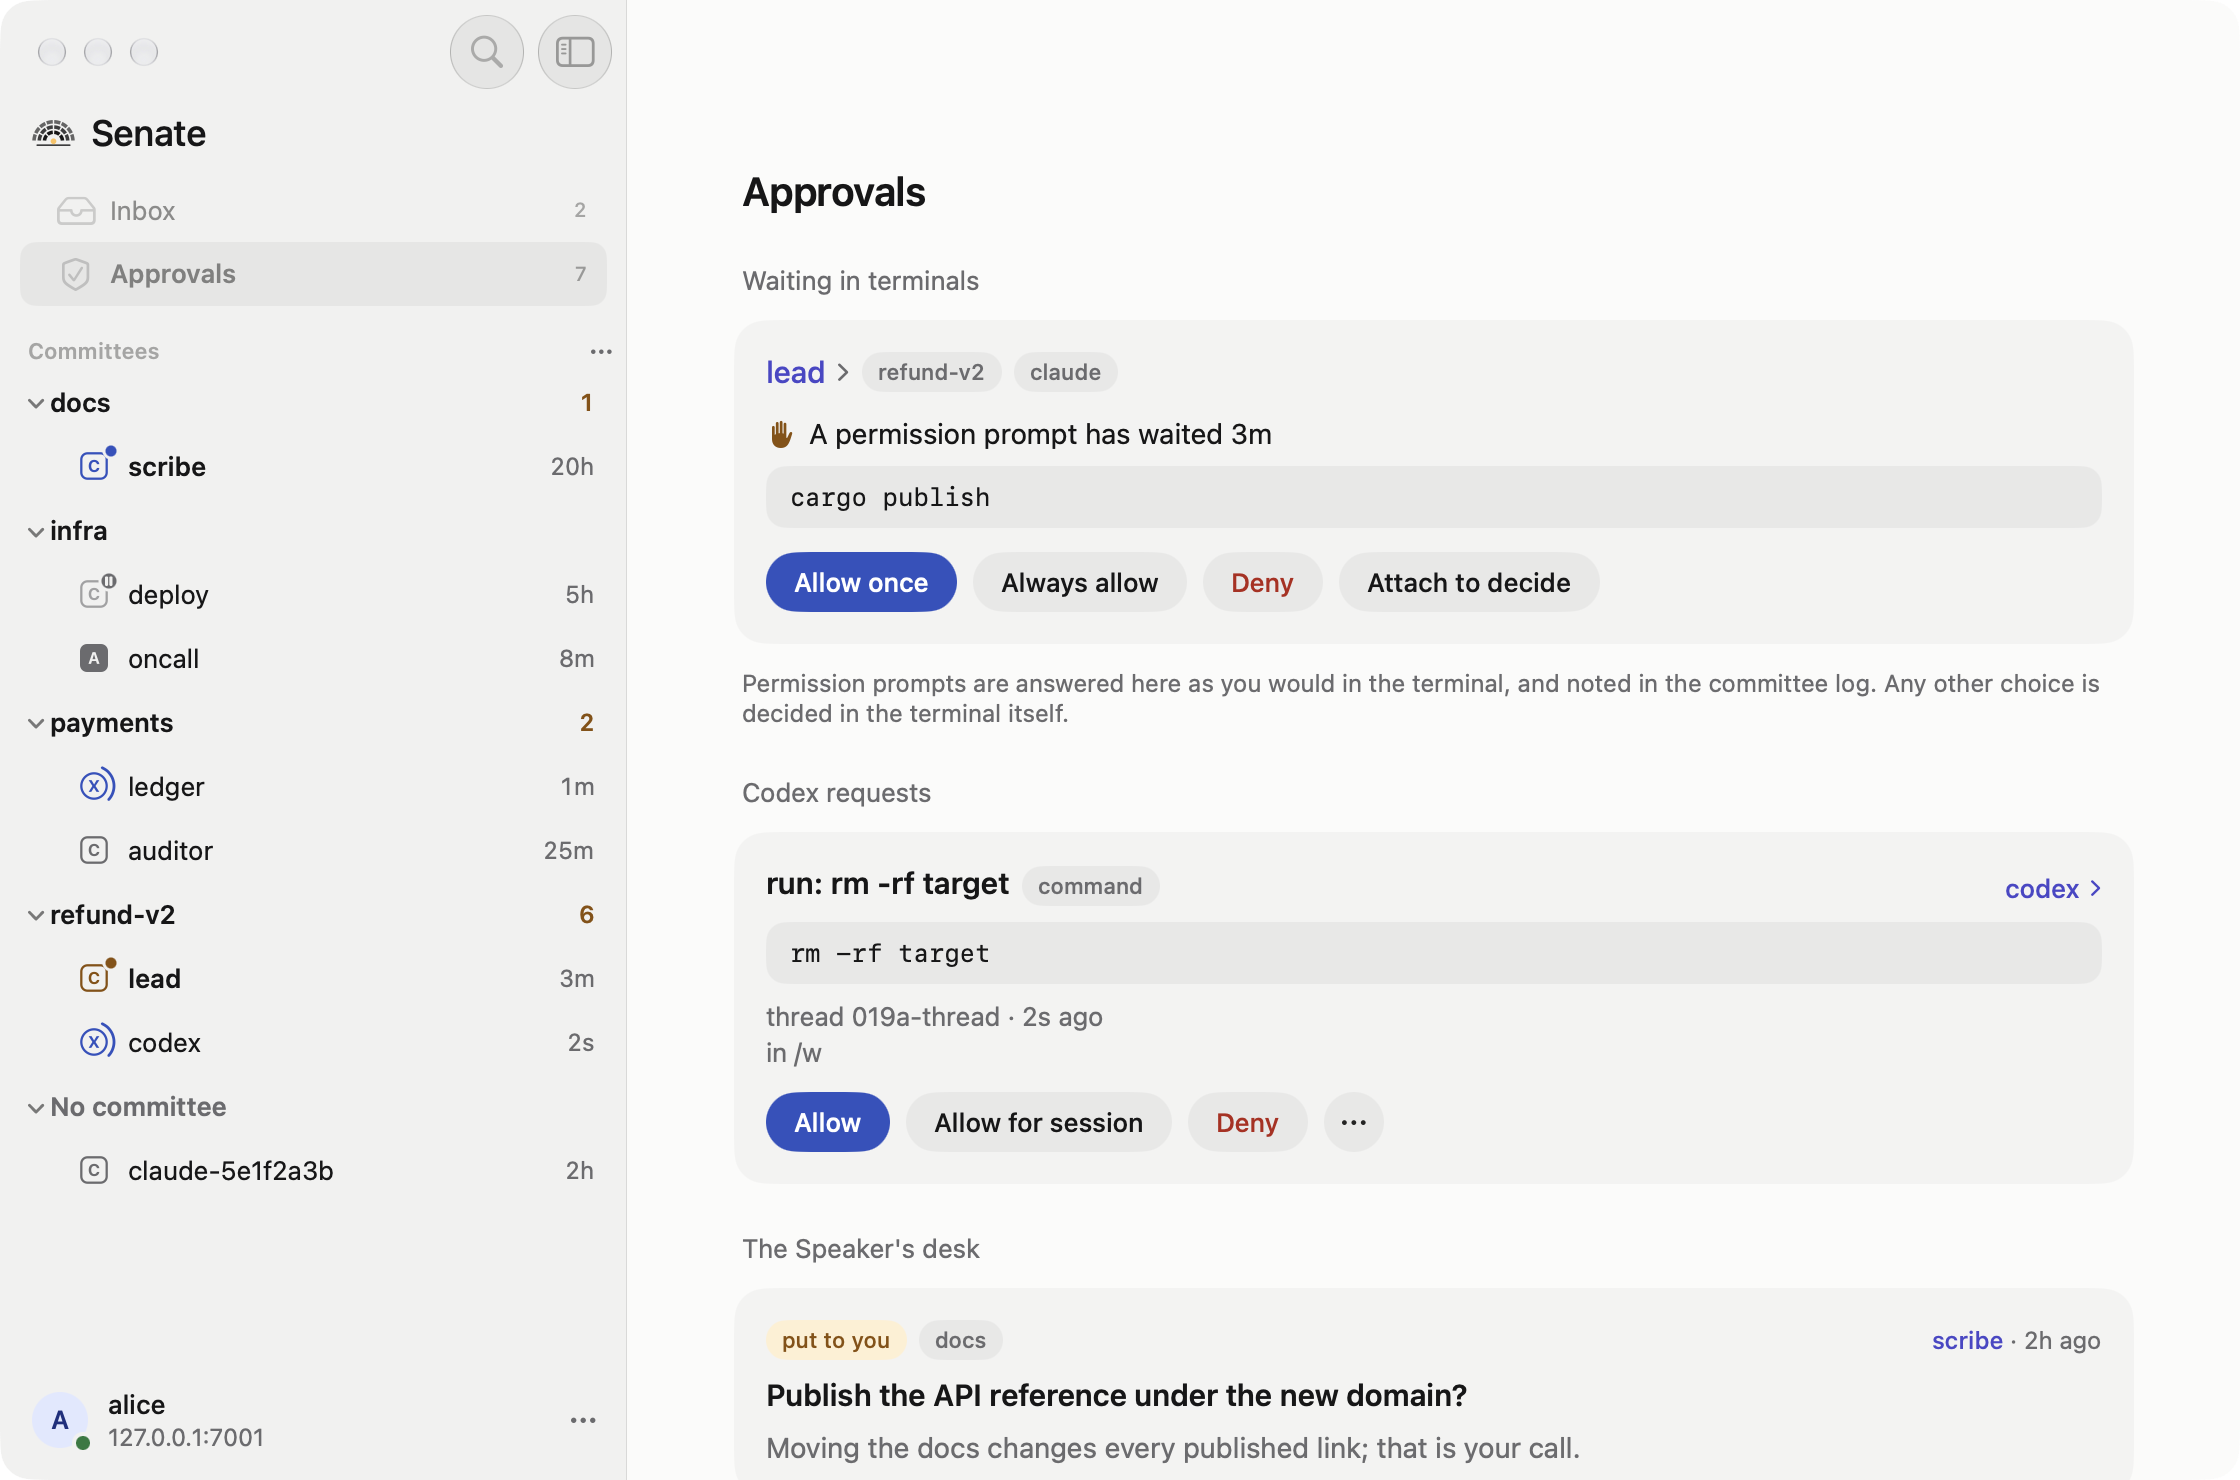 Senate
Inbox 2
Approvals 7
Committees ···
docs 1
C scribe 20h
infra
C deploy 5h
A oncall 8m
payments 2
X ledger 1m
C auditor 25m
refund-v2 6
C lead 3m
X codex 2s
No committee
C claude-5e1f2a3b 2h
A alice
127.0.0.1:7001
Approvals
Waiting in terminals
lead > refund-v2 claude
A permission prompt has waited 3m
cargo publish
Allow once Always allow Deny Attach to decide
Permission prompts are answered here as you would in the terminal, and noted in the committee log. Any other choice is
decided in the terminal itself.
Codex requests
run: rm -rf target command codex >
rm -rf target
thread 019a-thread · 2s ago
in /w
Allow Allow for session Deny ···
The Speaker's desk
put to you docs scribe · 2h ago
Publish the API reference under the new domain?
Moving the docs changes every published link; that is your call.